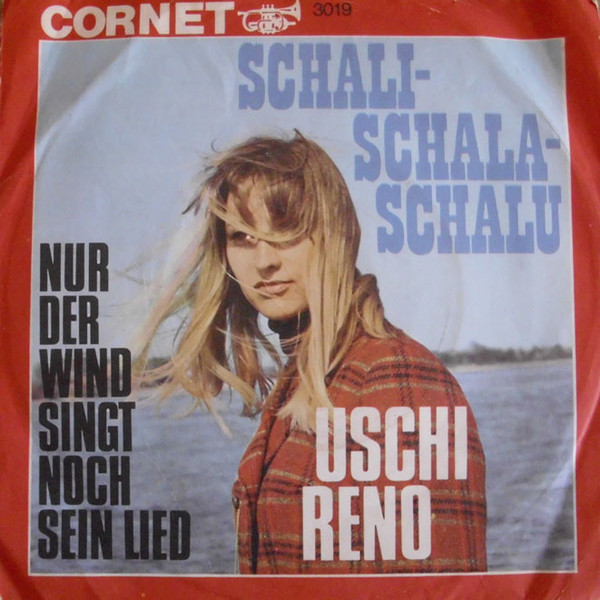 CORNET
3019
SCHALI-
SCHALA-
SCHALU
NUR
DER
WIND
SINGT
NOCH
SEIN LIED
USCHI
RENO